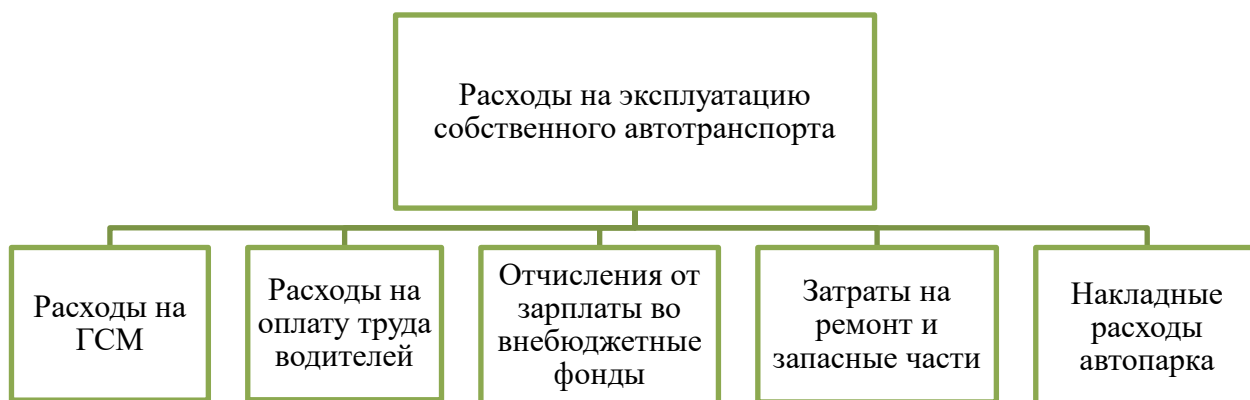 Расходы на эксплуатацию
собственного автотранспорта
Расходы на
ГСМ
Расходы на
оплату труда
водителей
Отчисления от
зарплаты во
внебюджетные
фонды
Затраты на
ремонт и
запасные части
Накладные
расходы
автопарка